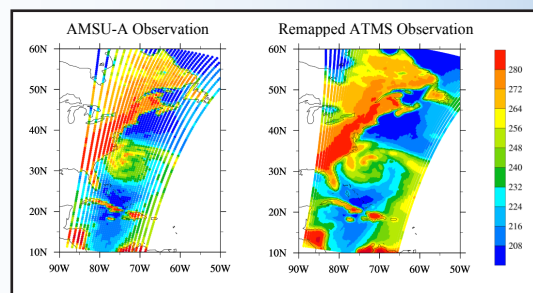 AMSU-A Observation
Remapped ATMS Observation
60N
50N
40N
30N
20N
10N
90W 80W 70W 60W 50W
60N
50N
40N
30N
20N
10N
90W 80W 70W 60W 50W
280
272
264
256
248
240
232
224
216
208